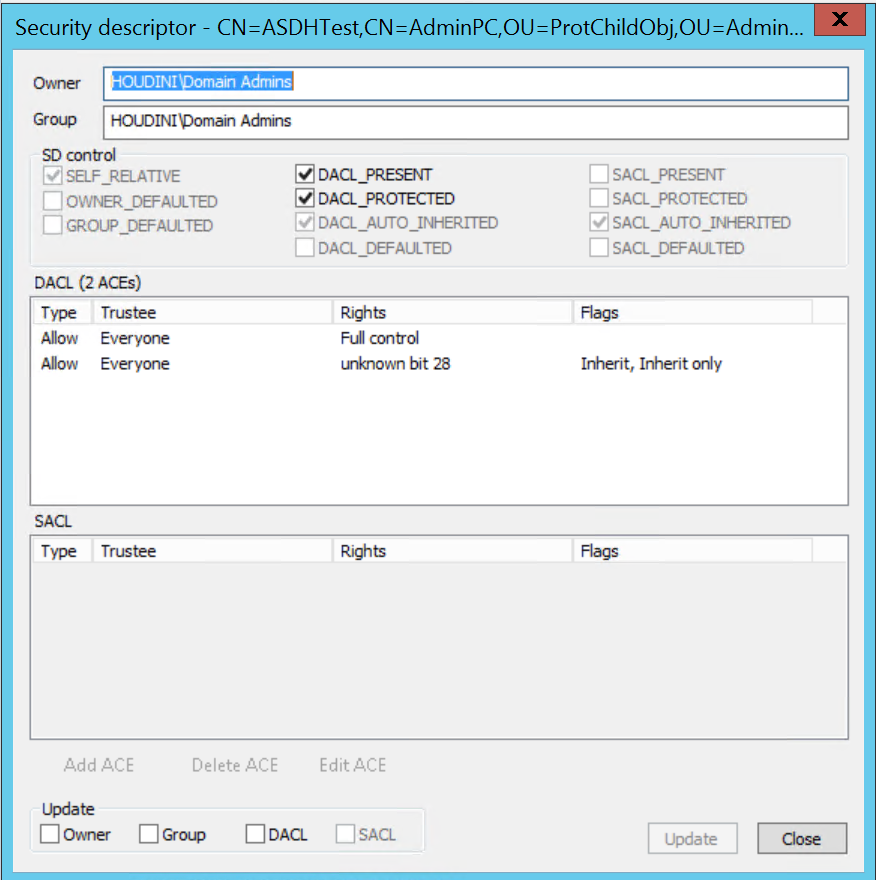 Security descriptor - CN=ASDHTest,CN=AdminPC,OU=ProtChildObj,OU=Admin... X
Owner HOUDINI\Domain Admins
Group HOUDINI\Domain Admins
SD control
SELF_RELATIVE DACL_PRESENT SACL_PRESENT
OWNER_DEFAULTED DACL_PROTECTED SACL_PROTECTED
GROUP_DEFAULTED DACL_AUTO_INHERITED SACL_AUTO_INHERITED
DACL_DEFAULTED SACL_DEFAULTED
DACL (2 ACEs)
Type Trustee Rights Flags
Allow Everyone Full control
Allow Everyone unknown bit 28 Inherit, Inherit only
SACL
Type Trustee Rights Flags
Add ACE Delete ACE Edit ACE
Update
Owner Group DACL SACL Update Close